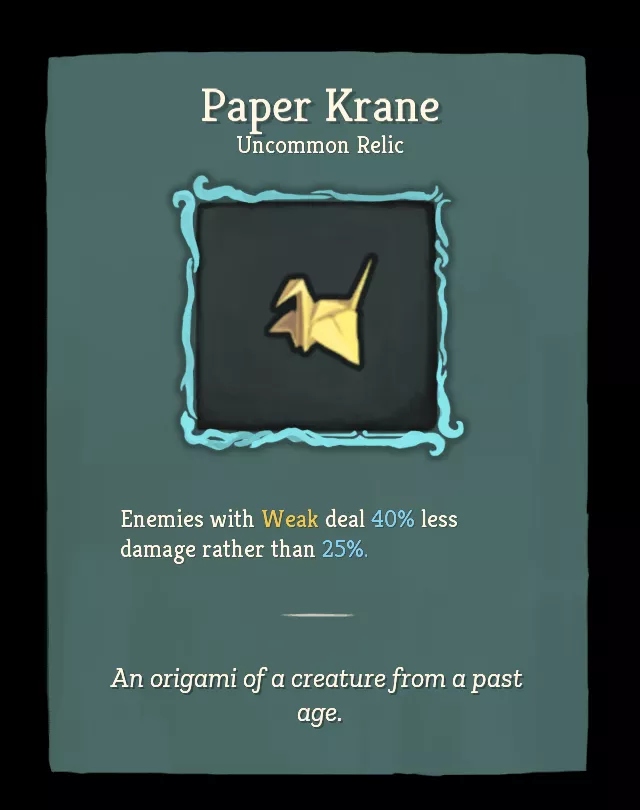 Paper Krane
Uncommon Relic
Enemies with Weak deal 40% less
damage rather than 25%.
An origami of a creature from a past
age.